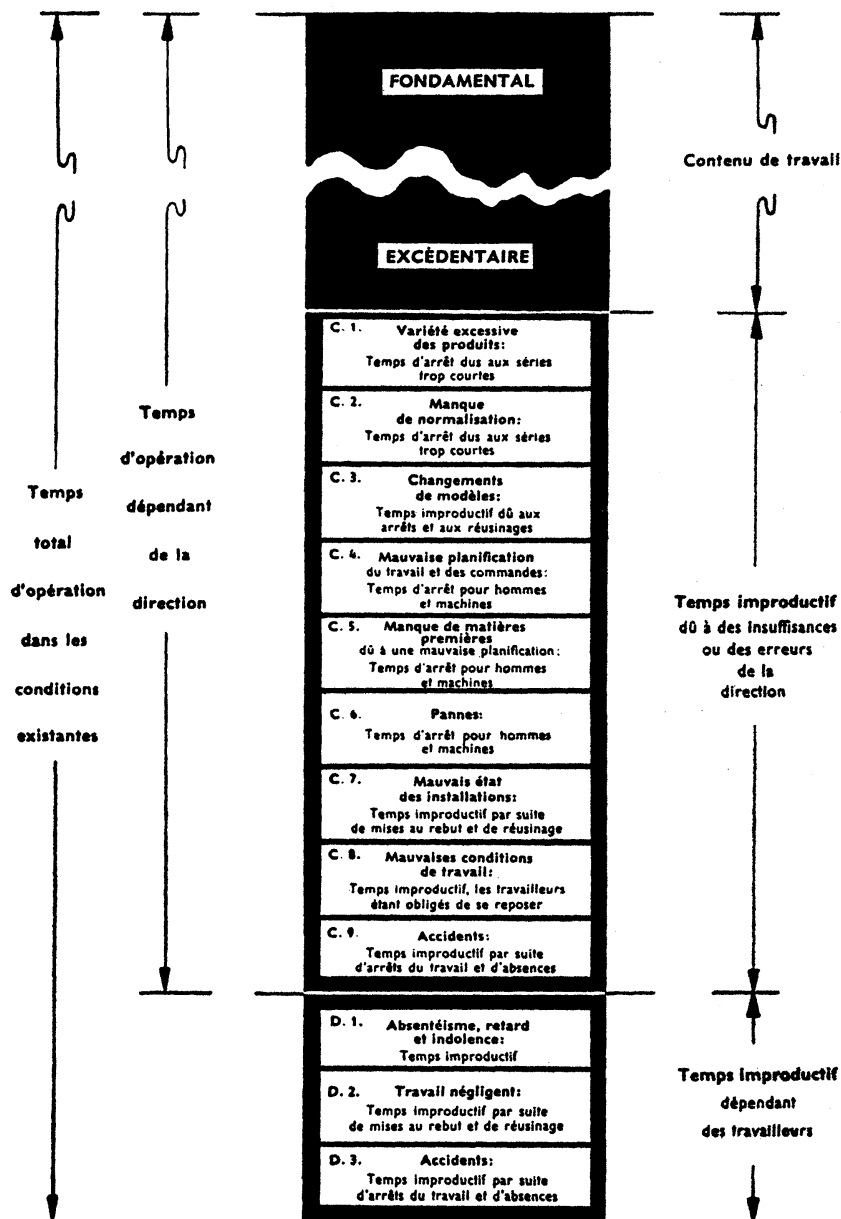 FONDAMENTAL
EXCÉDENTAIRE
Contenu de travail
Temps
total
d'opération
dans les
conditions
existantes
Temps
d'opération
dépendant
de la
direction
C. 1. Variété excessive
des produits:
Temps d'arrêt dus aux séries
trop courtes
C. 2. Manque
de normalisation:
Temps d'arrêt dus aux séries
trop courtes
C. 3. Changements
de modèles:
Temps improductif dû aux
arrêts et aux réusinages
C. 4. Mauvaise planification
du travail et des commandes:
Temps d'arrêt pour hommes
et machines
C. 5. Manque de matières
premières
dû à une mauvaise planification:
Temps d'arrêt pour hommes
et machines
C. 6. Pannes:
Temps d'arrêt pour hommes
et machines
C. 7. Mauvais état
des installations:
Temps improductif par suite
de mises au rebut et de réusinage
C. 8. Mauvaises conditions
de travail:
Temps improductif, les travailleurs
étant obligés de se reposer
C. 9. Accidents:
Temps improductif par suite
d'arrêts du travail et d'absences
Temps improductif
dû à des insuffisances
ou des erreurs
de la
direction
D. 1. Absentéisme, retard
et indolence:
Temps improductif
D. 2. Travail négligent:
Temps improductif par suite
de mises au rebut et de réusinage
D. 3. Accidents:
Temps improductif par suite
d'arrêts du travail et d'absences
Temps improductif
dépendant
des travailleurs